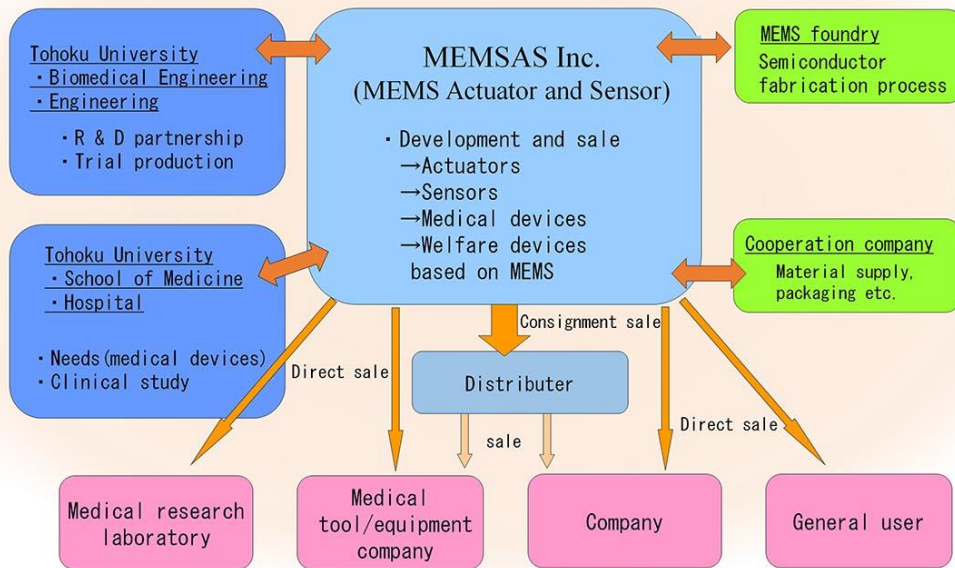 Tohoku University
・Biomedical Engineering
・Engineering
・R & D partnership
・Trial production
MEMSAS Inc.
(MEMS Actuator and Sensor)
・Development and sale
→Actuators
→Sensors
→Medical devices
→Welfare devices
based on MEMS
MEMS foundry
Semiconductor
fabrication process
Tohoku University
・School of Medicine
・Hospital
・Needs(medical devices)
・Clinical study
Cooperation company
Material supply,
packaging etc.
Consignment sale
Direct sale
Distributer
sale
Direct sale
Medical research
laboratory
Medical
tool/equipment
company
Company
General user